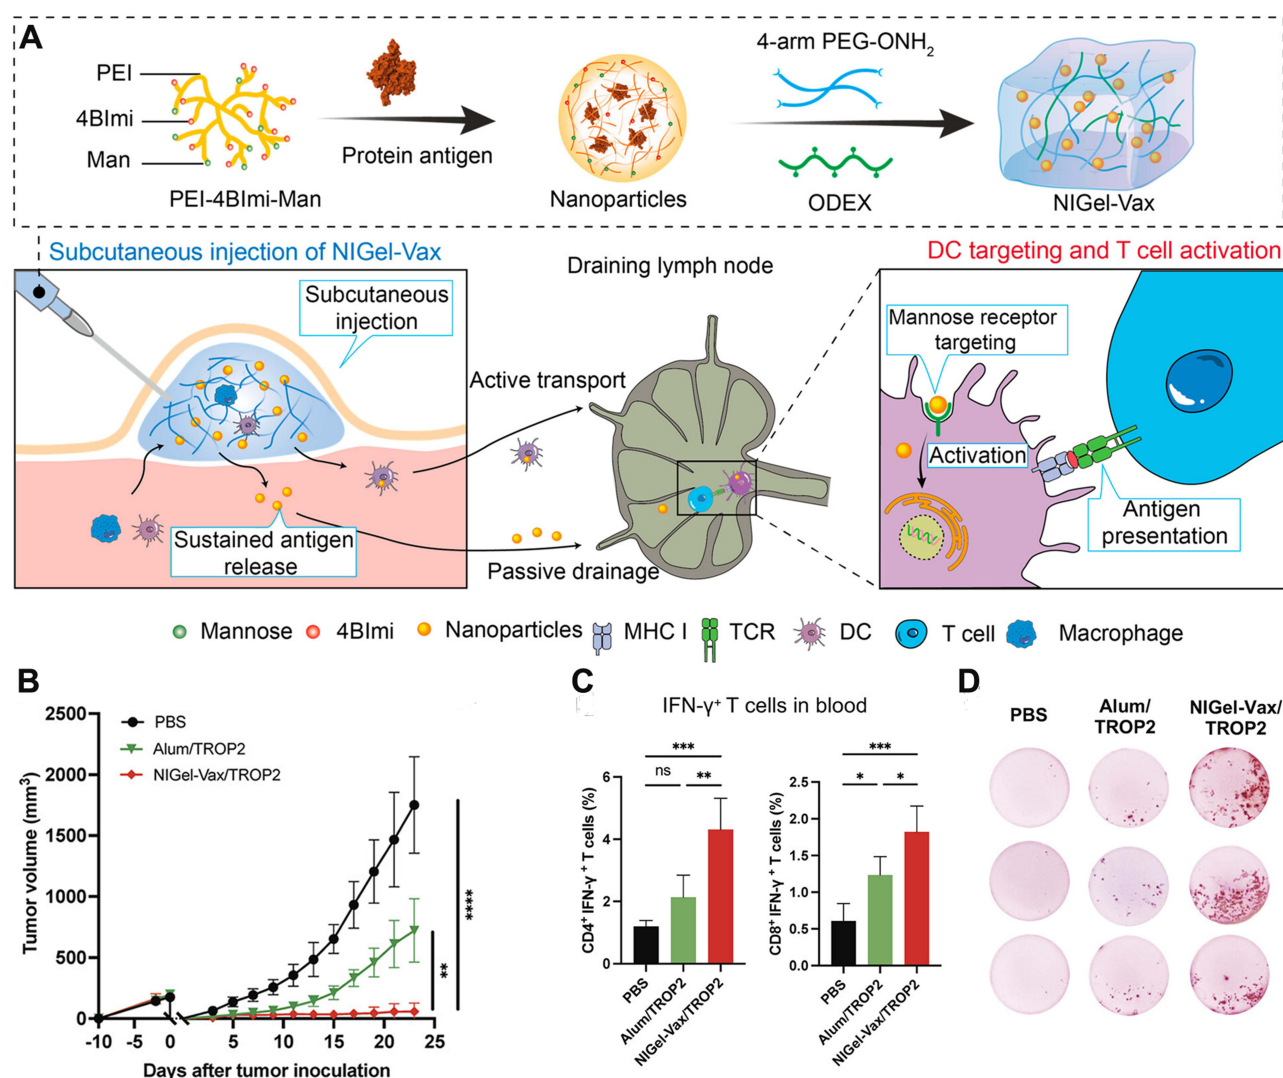 A
PEI
4BImi
Man
PEI-4BImi-Man
Protein antigen
Nanoparticles
4-arm PEG-ONH2
ODEX
NIGel-Vax
Subcutaneous injection of NIGel-Vax
Subcutaneous
injection
Sustained antigen
release
Draining lymph node
Active transport
Passive drainage
DC targeting and T cell activation
Mannose receptor
targeting
Activation
Antigen
presentation
Mannose
4BImi
Nanoparticles
MHC I
TCR
DC
T cell
Macrophage
B
Tumor volume (mm³)
2500
2000
1500
1000
500
0
PBS
Alum/TROP2
NIGel-Vax/TROP2
****
**
-10
-5
0
5
10
15
20
25
Days after tumor inoculation
C
IFN-γ⁺ T cells in blood
CD4⁺ IFN-γ⁺ T cells (%)
6
4
2
0
***
ns
**
PBS
Alum/TROP2
NIGel-Vax/TROP2
CD8⁺ IFN-γ⁺ T cells (%)
2.5
2.0
1.5
1.0
0.5
0.0
***
*
*
PBS
Alum/TROP2
NIGel-Vax/TROP2
D
PBS
Alum/
TROP2
NIGel-Vax/
TROP2